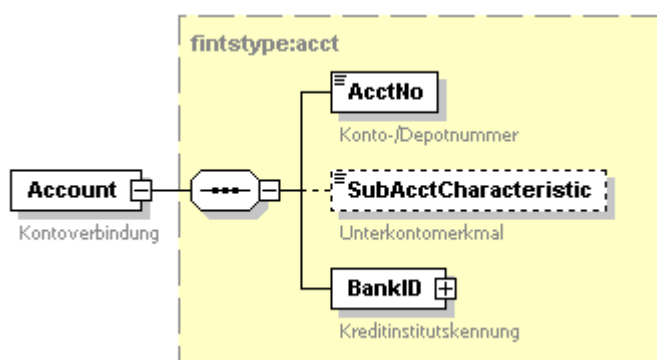 fintstype:acct
AcctNo
Konto-/Depotnummer
Account
Kontoverbindung
SubAcctCharacteristic
Unterkontomerkmal
BankID
Kreditinstitutskennung